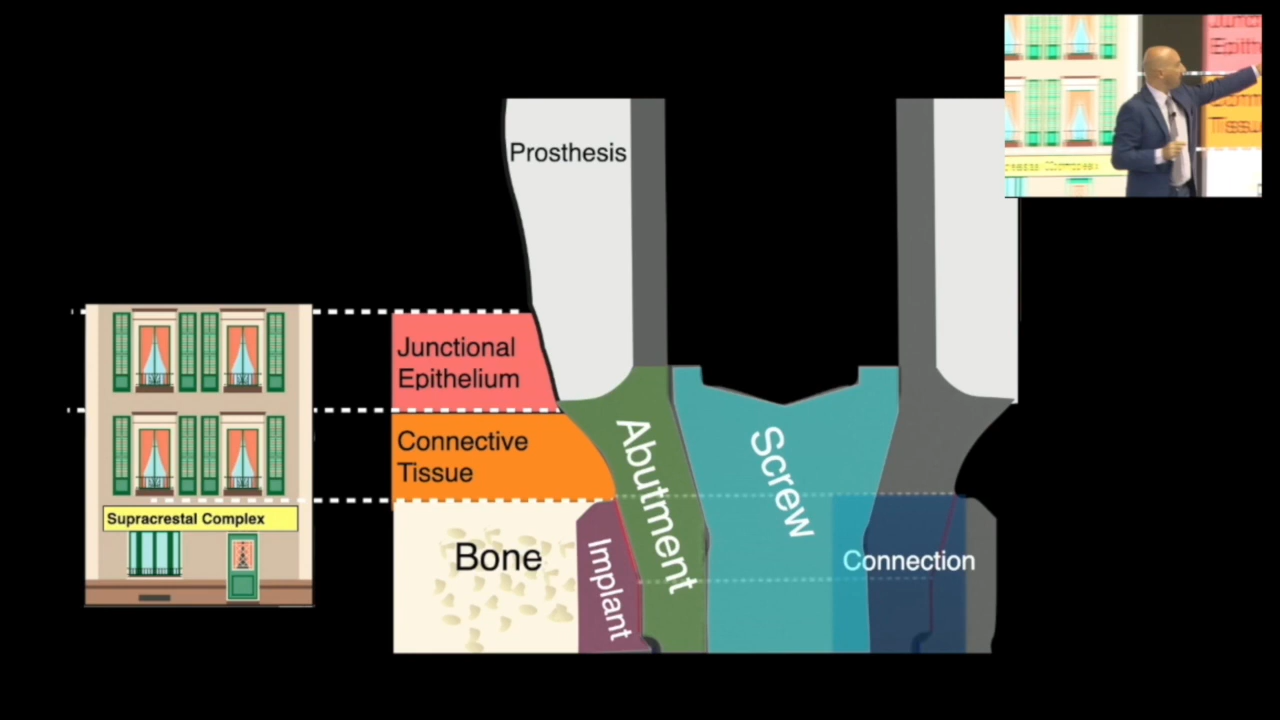 Prosthesis
Junctional
Epithelium
Connective
Tissue
Supracrestal Complex
Bone
Implant
Abutment
Screw
Connection